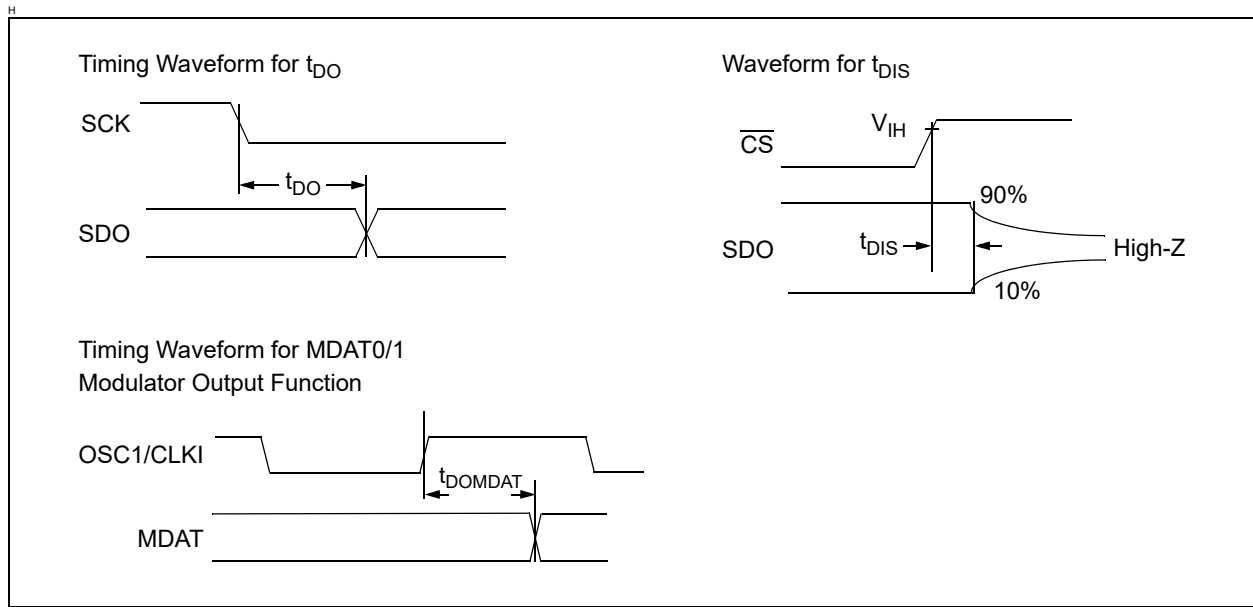 H
Timing Waveform for tDO
SCK
tDO
SDO
Waveform for tDIS
VIH
CS
90%
SDO
tDIS
High-Z
10%
Timing Waveform for MDAT0/1
Modulator Output Function
OSC1/CLKI
tDOMDAT
MDAT